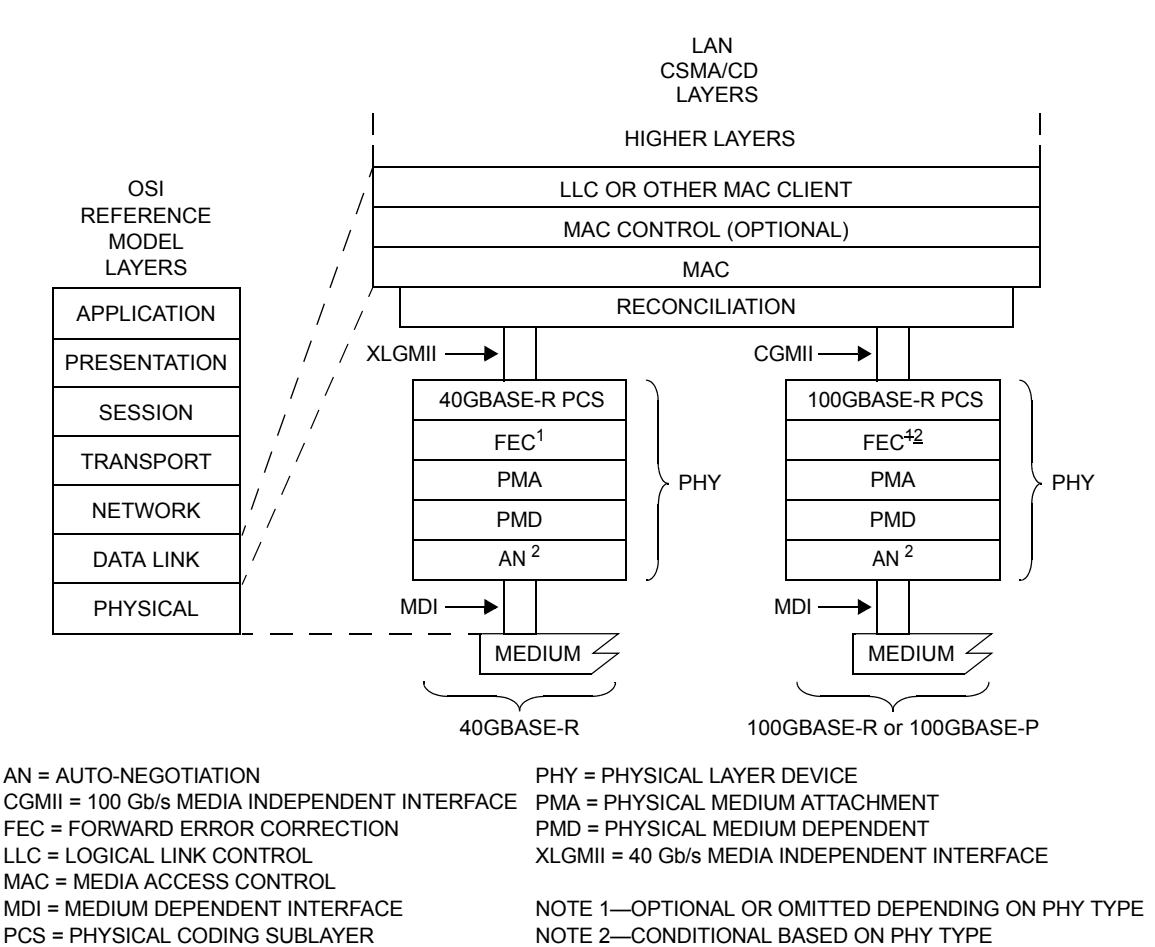 LAN
CSMA/CD
LAYERS
HIGHER LAYERS
LLC OR OTHER MAC CLIENT
MAC CONTROL (OPTIONAL)
MAC
RECONCILIATION
OSI
REFERENCE
MODEL
LAYERS
APPLICATION
PRESENTATION
SESSION
TRANSPORT
NETWORK
DATA LINK
PHYSICAL
XLGMII
40GBASE-R PCS
FEC1
PMA
PMD
AN 2
PHY
MDI
MEDIUM
40GBASE-R
CGMII
100GBASE-R PCS
FEC12
PMA
PMD
AN 2
PHY
MDI
MEDIUM
100GBASE-R or 100GBASE-P
AN = AUTO-NEGOTIATION
CGMII = 100 Gb/s MEDIA INDEPENDENT INTERFACE
FEC = FORWARD ERROR CORRECTION
LLC = LOGICAL LINK CONTROL
MAC = MEDIA ACCESS CONTROL
MDI = MEDIUM DEPENDENT INTERFACE
PCS = PHYSICAL CODING SUBLAYER
PHY = PHYSICAL LAYER DEVICE
PMA = PHYSICAL MEDIUM ATTACHMENT
PMD = PHYSICAL MEDIUM DEPENDENT
XLGMII = 40 Gb/s MEDIA INDEPENDENT INTERFACE
NOTE 1—OPTIONAL OR OMITTED DEPENDING ON PHY TYPE
NOTE 2—CONDITIONAL BASED ON PHY TYPE